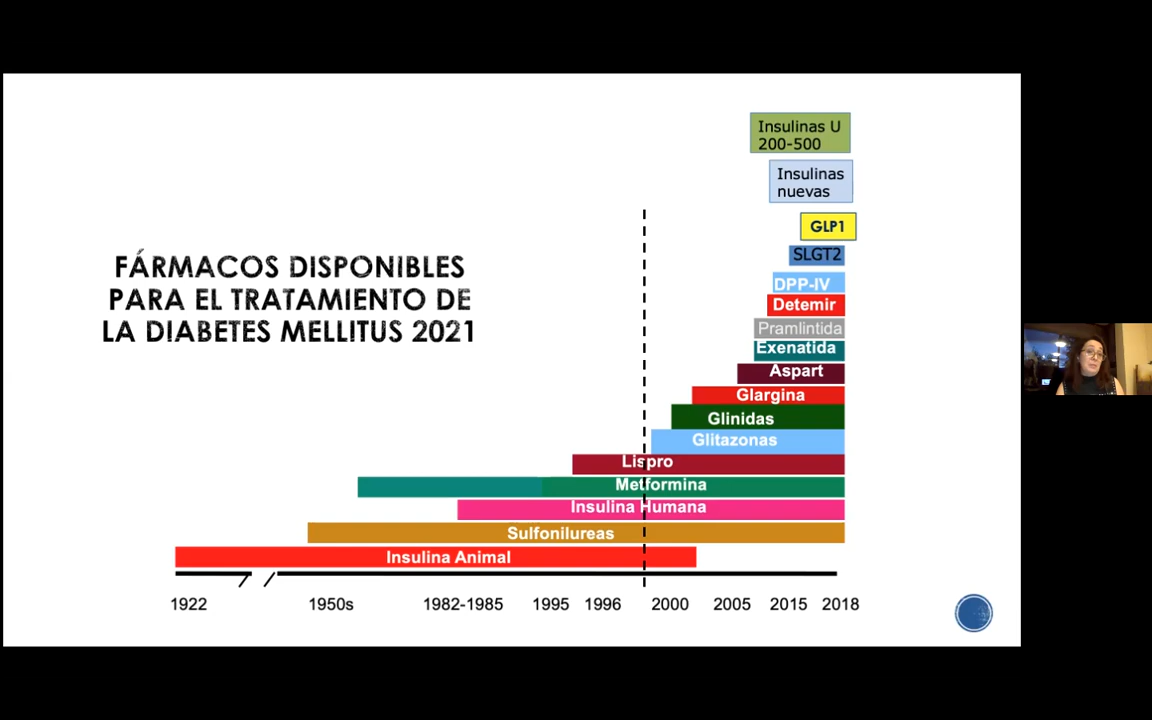 Insulinas U
200-500
Insulinas
nuevas
GLP1
SLGT2
FÁRMACOS DISPONIBLES
PARA EL TRATAMIENTO DE
LA DIABETES MELLITUS 2021
DPP-IV
Detemir
Pramlintida
Exenatida
Aspart
Glargina
Glinidas
Glitazonas
Lispro
Metformina
Insulina Humana
Sulfonilureas
Insulina Animal
1922 1950s 1982-1985 1995 1996 2000 2005 2015 2018